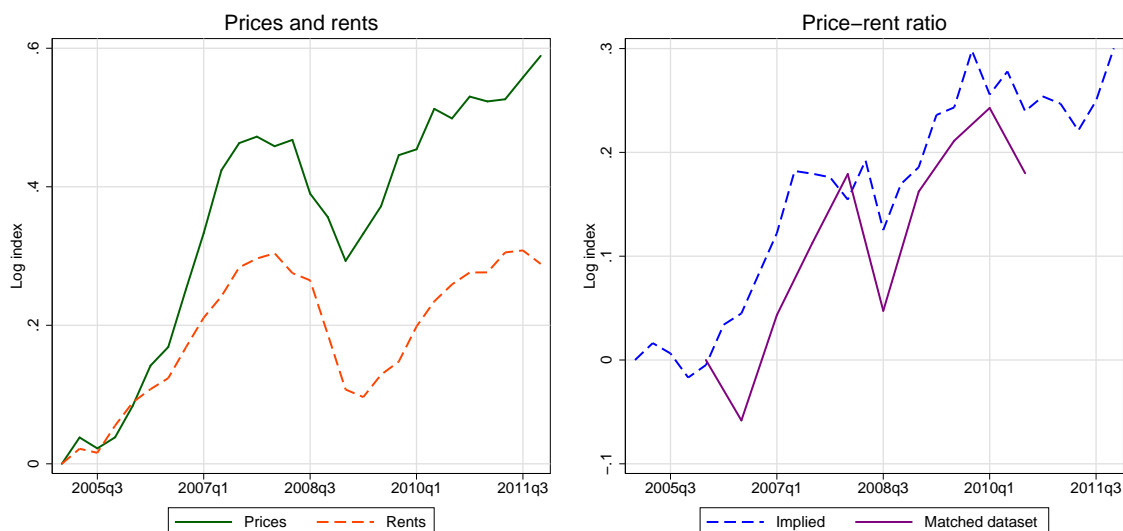 Prices and rents
Log index
.6
.4
.2
0
2005q3 2007q1 2008q3 2010q1 2011q3
Prices Rents
Price−rent ratio
Log index
.3
.2
.1
0
−.1
2005q3 2007q1 2008q3 2010q1 2011q3
Implied Matched dataset